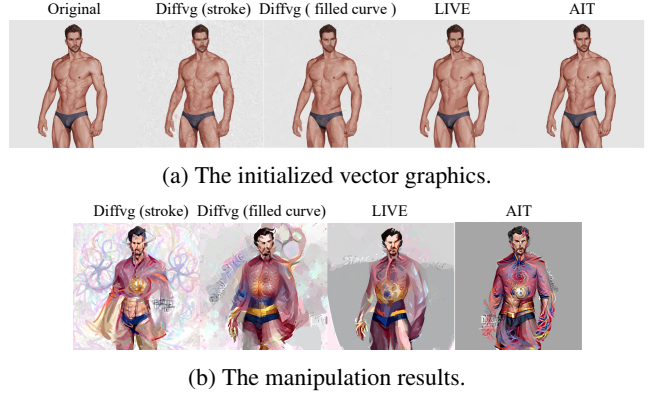 Original Diffvg (stroke) Diffvg ( filled curve ) LIVE AIT
(a) The initialized vector graphics.
Diffvg (stroke) Diffvg (filled curve) LIVE AIT
(b) The manipulation results.